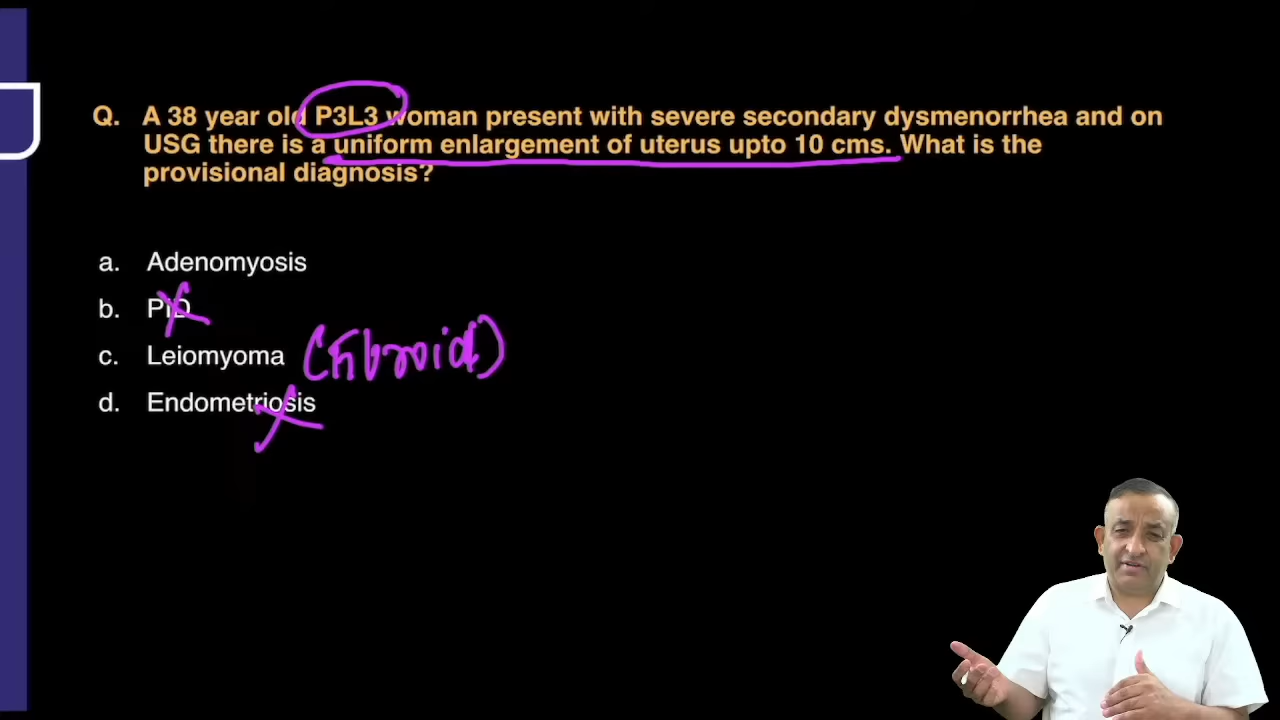 Q. A 38 year old P3L3 woman present with severe secondary dysmenorrhea and on
USG there is a uniform enlargement of uterus upto 10 cms. What is the
provisional diagnosis?
a. Adenomyosis
b. PID
c. Leiomyoma (fibroid)
d. Endometriosis